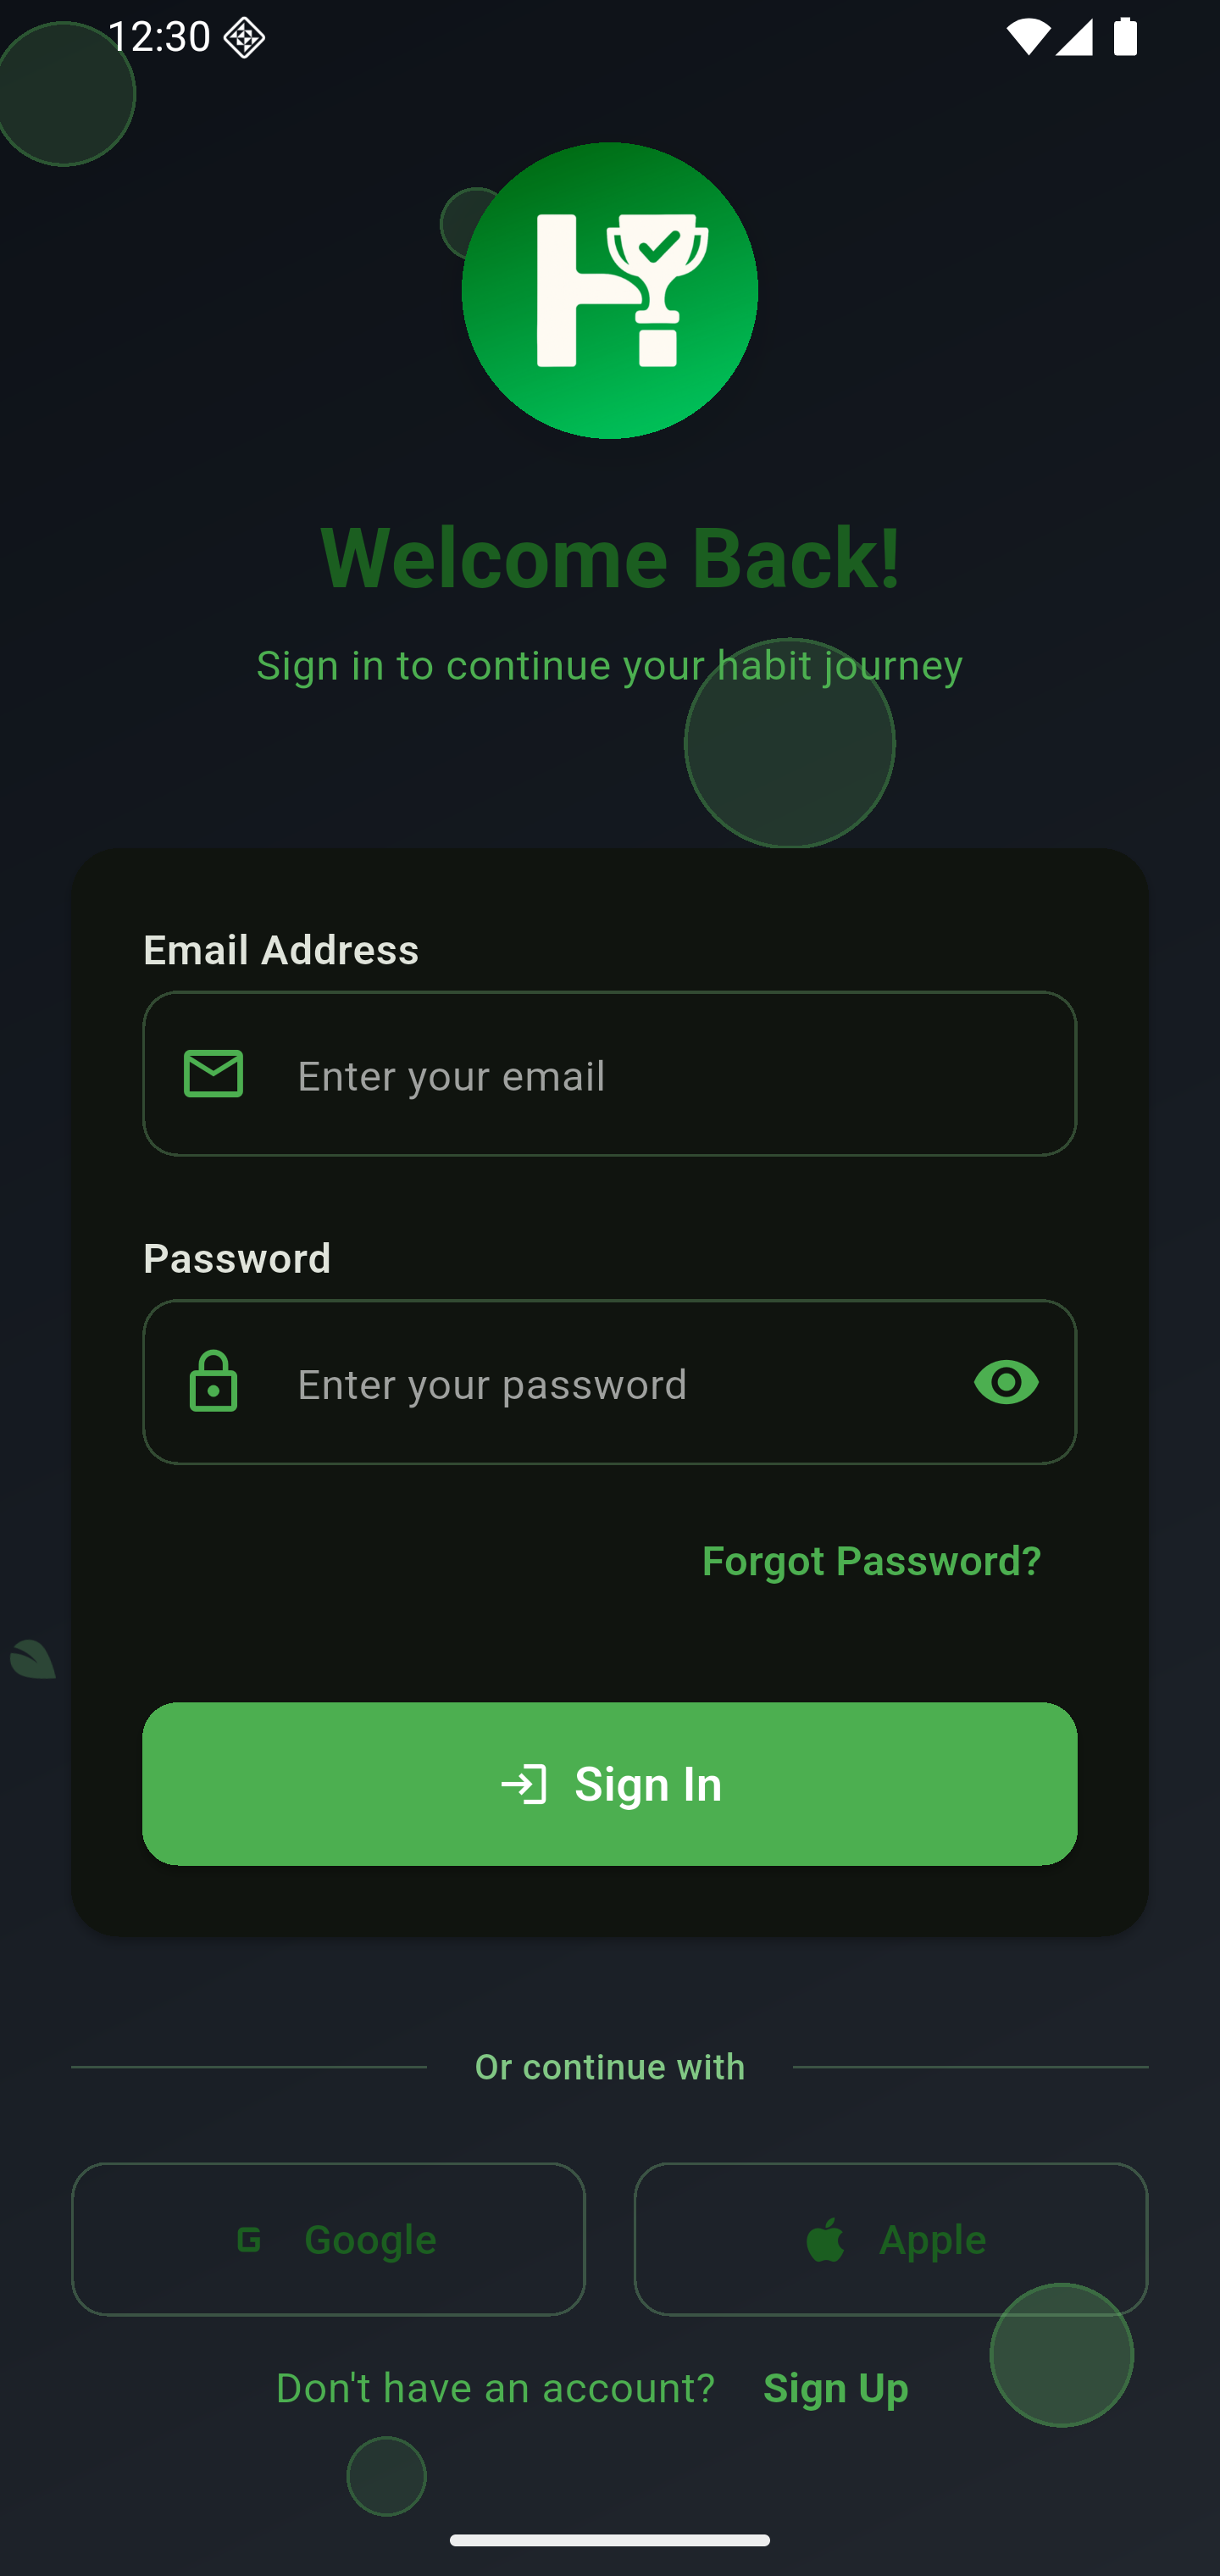 12:30
Welcome Back!
Sign in to continue your habit journey
Email Address
Enter your email
Password
Enter your password
Forgot Password?
Sign In
Or continue with
G Google
Apple
Don't have an account? Sign Up